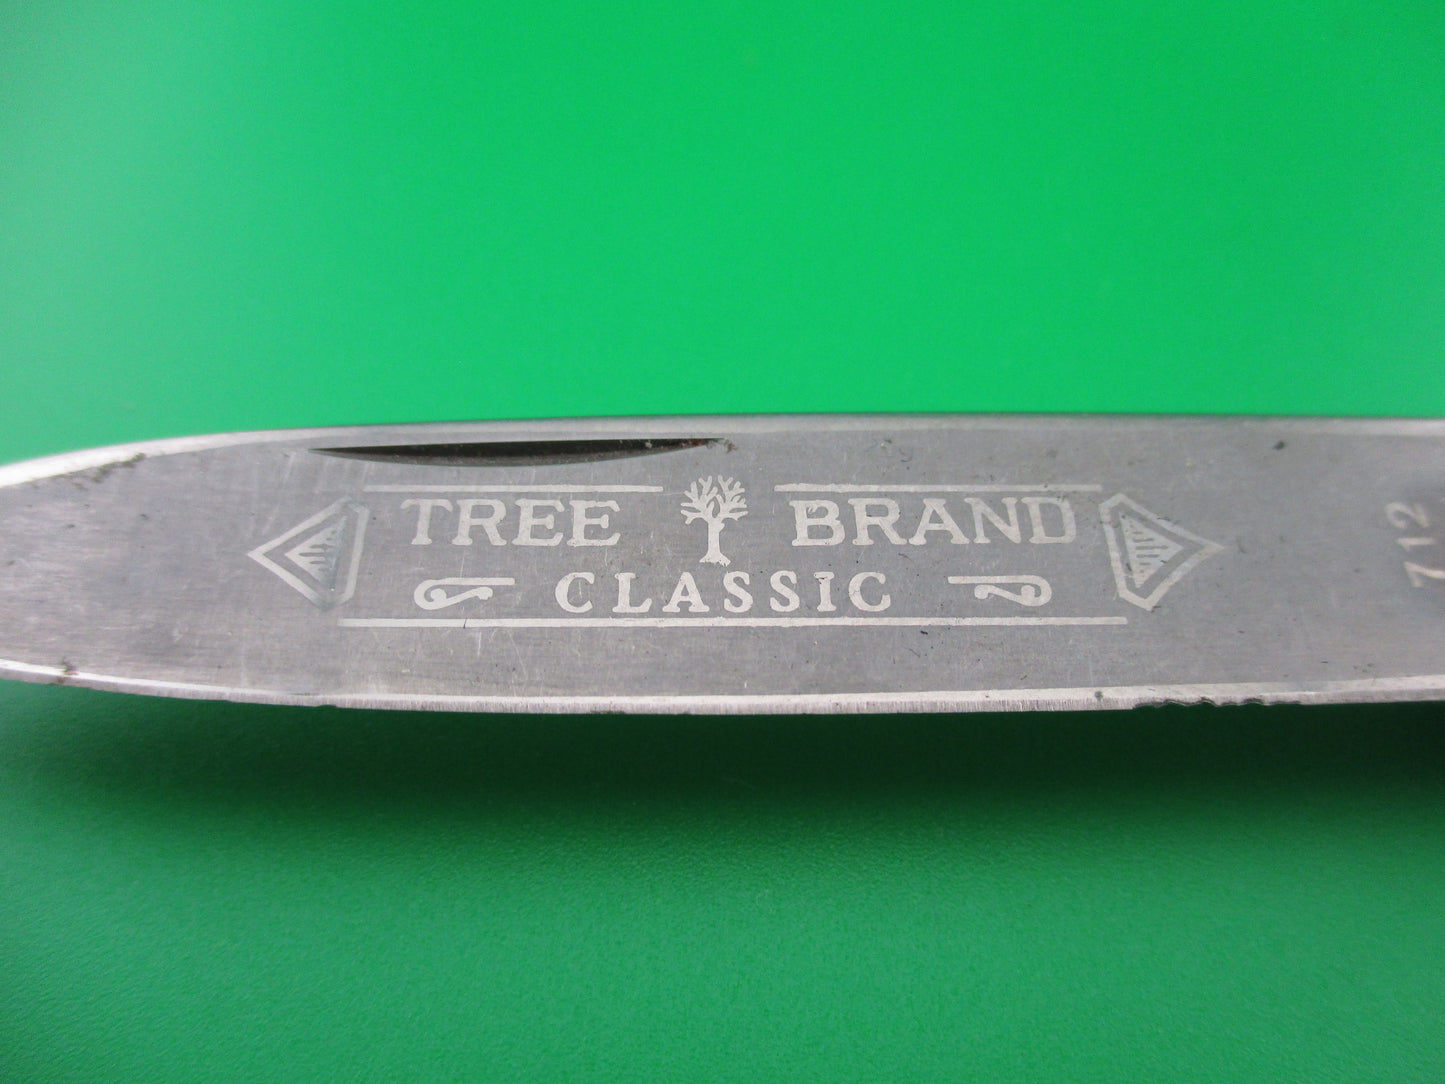 TREE BRAND
CLASSIC
712